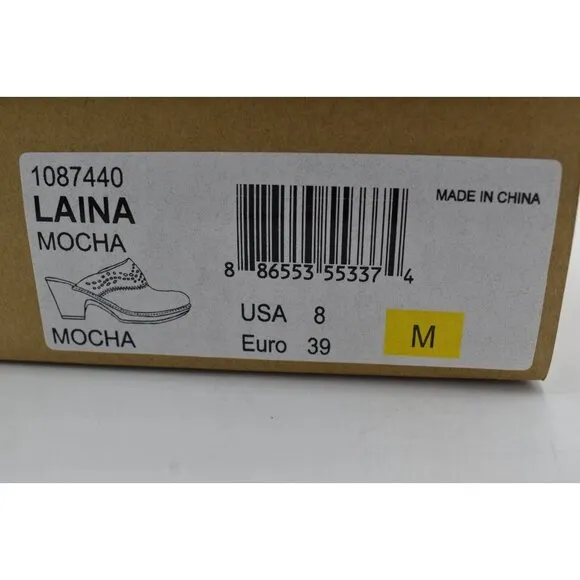 1087440
LAINA
MOCHA
MOCHA
8 86553 55337 4
MADE IN CHINA
USA 8
Euro 39
M